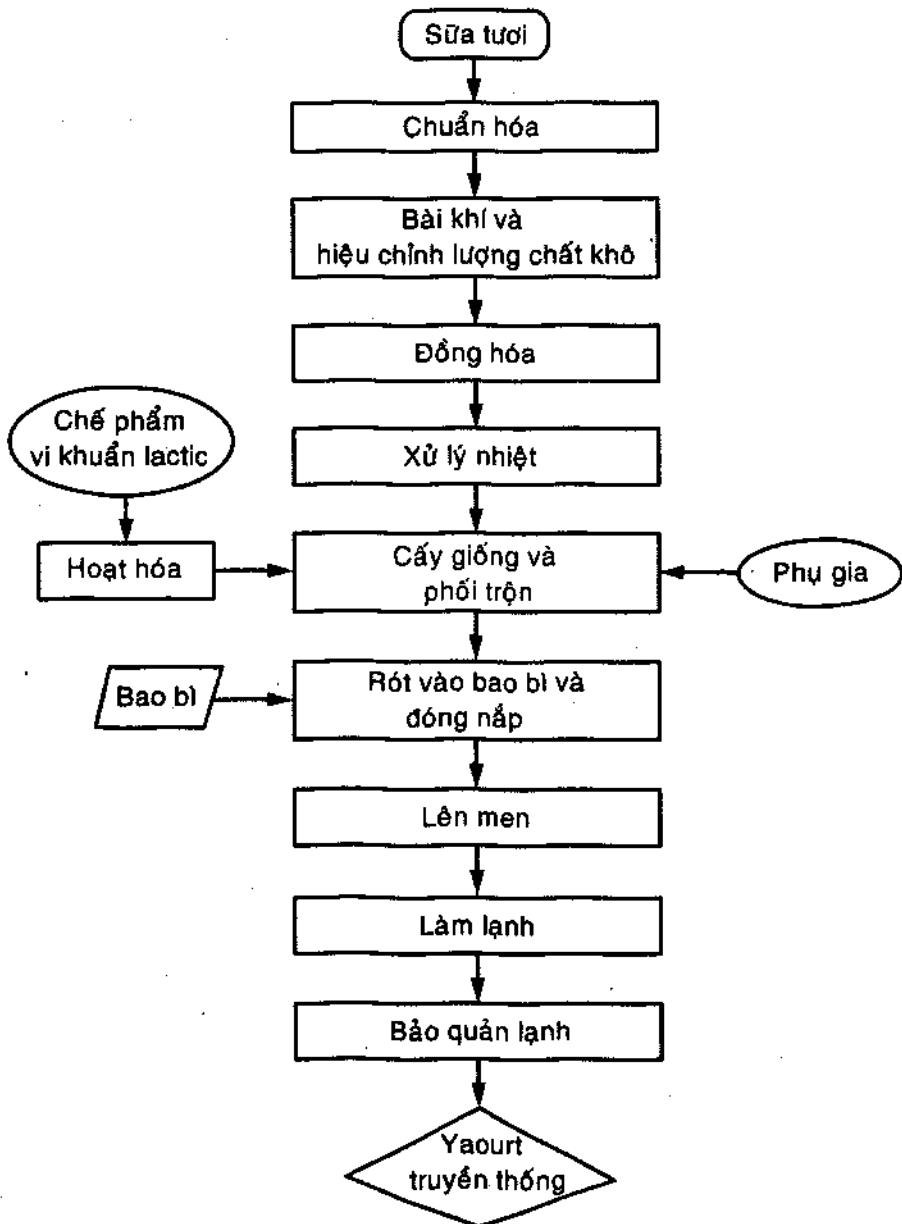 Sữa tươi
Chuẩn hóa
Bài khí và
hiệu chỉnh lượng chất khô
Đồng hóa
Chế phẩm
vi khuẩn lactic
Xử lý nhiệt
Hoạt hóa
Cấy giống và
phối trộn
Phụ gia
Bao bì
Rót vào bao bì và
đóng nắp
Lên men
Làm lạnh
Bảo quản lạnh
Yaourt
truyền thống